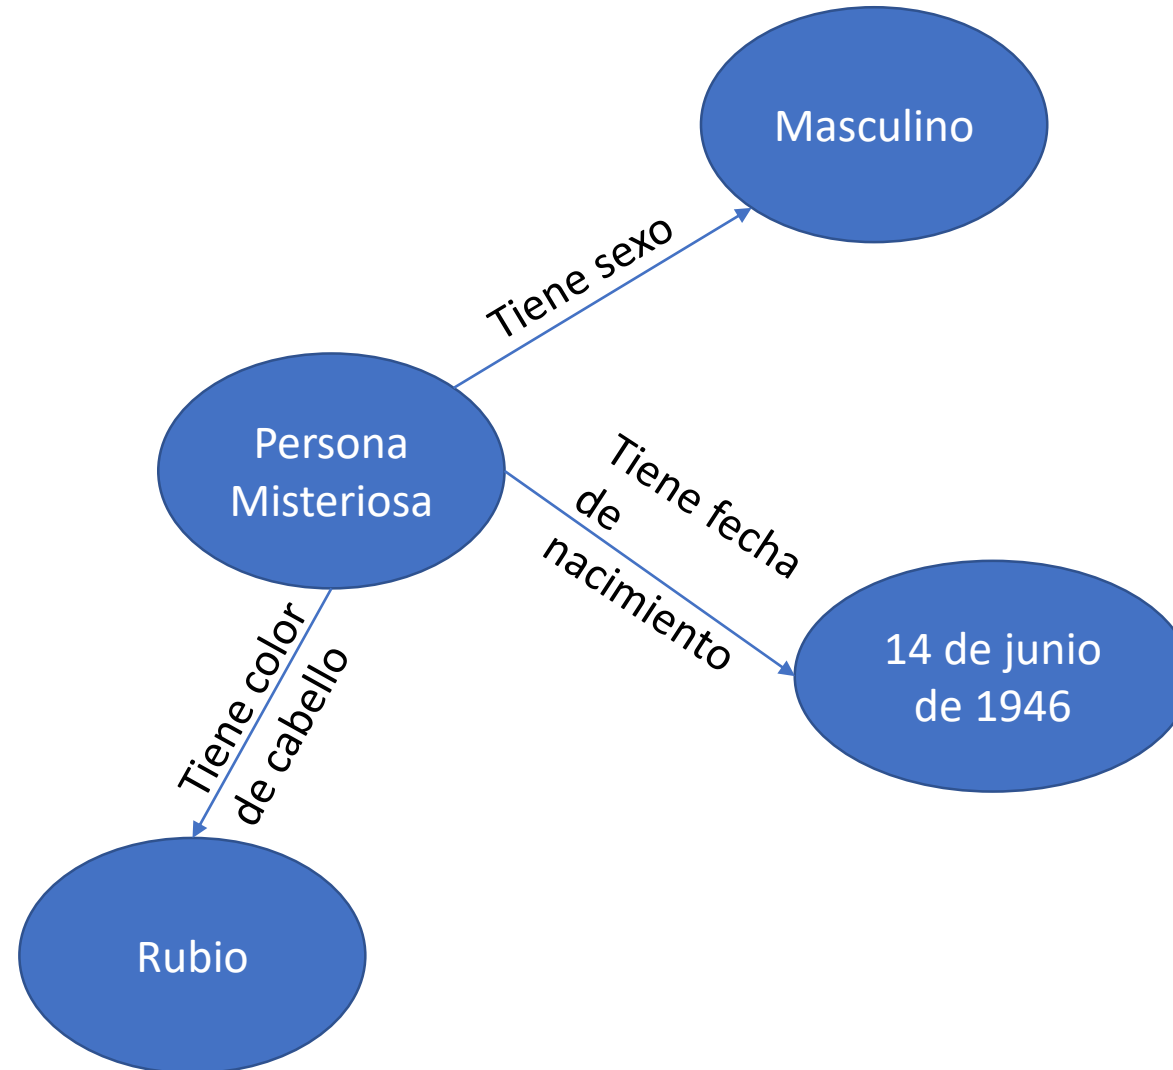 Masculino
Tiene sexo
Persona
Misteriosa
Tiene fecha
de
nacimiento
14 de junio
de 1946
Tiene color
de cabello
Rubio